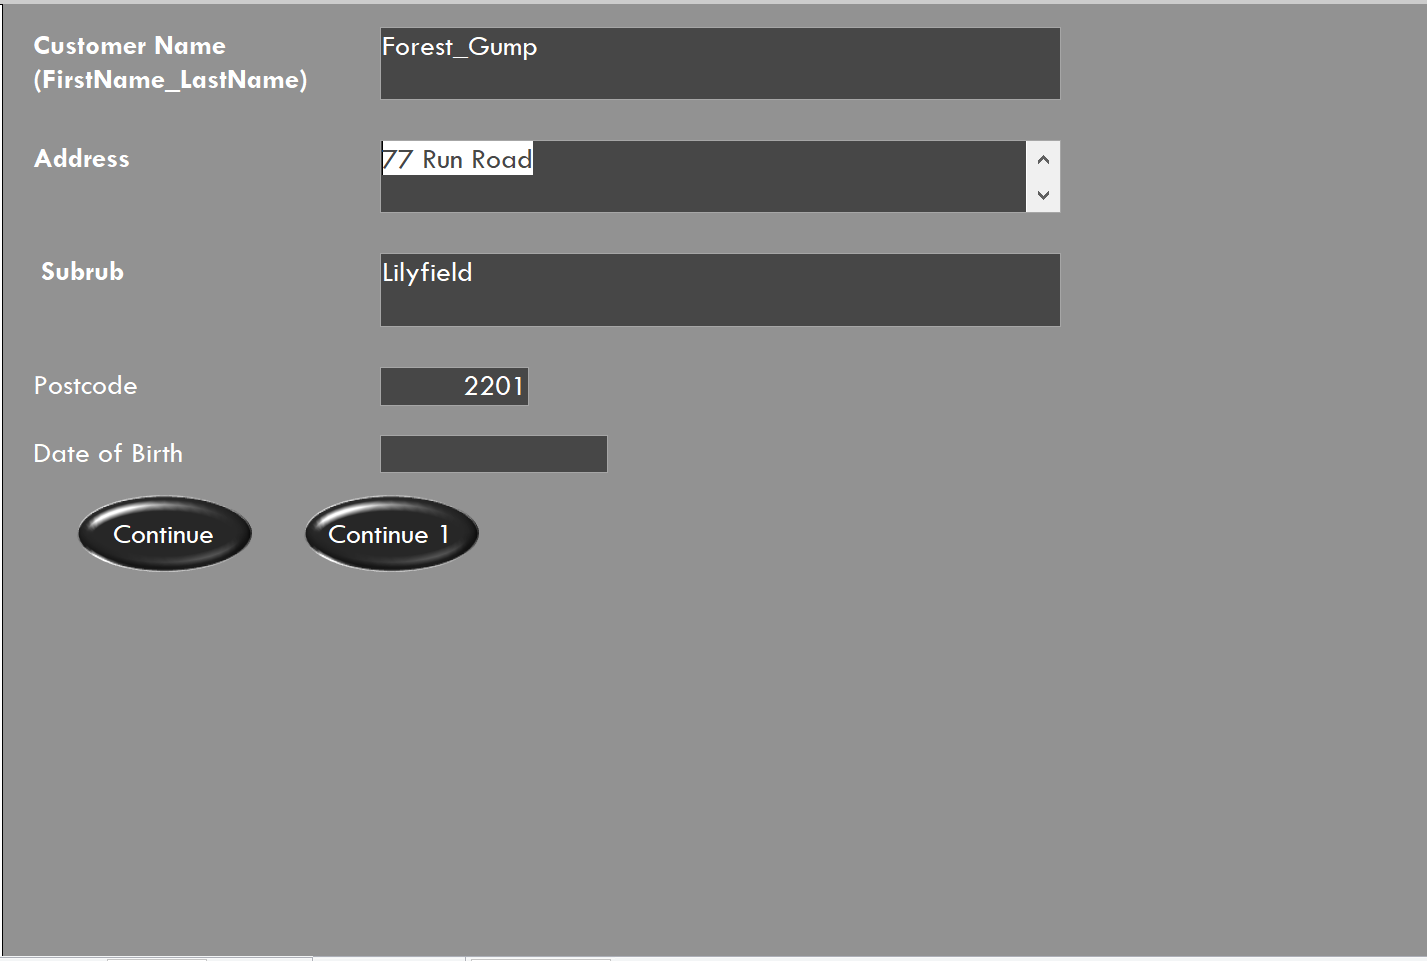 Customer Name
(FirstName_LastName)
Forest_Gump
Address
77 Run Road
Subrub
Lilyfield
Postcode
2201
Date of Birth
Continue
Continue 1